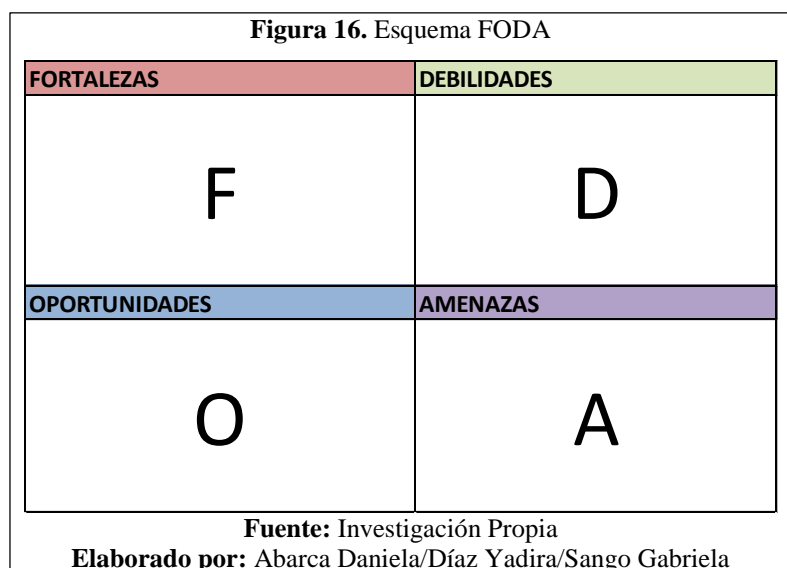 Figura 16. Esquema FODA
FORTALEZAS
DEBILIDADES
F
D
OPORTUNIDADES
AMENAZAS
O
A
Fuente: Investigación Propia
Elaborado por: Abarca Daniela/Díaz Yadira/Sango Gabriela